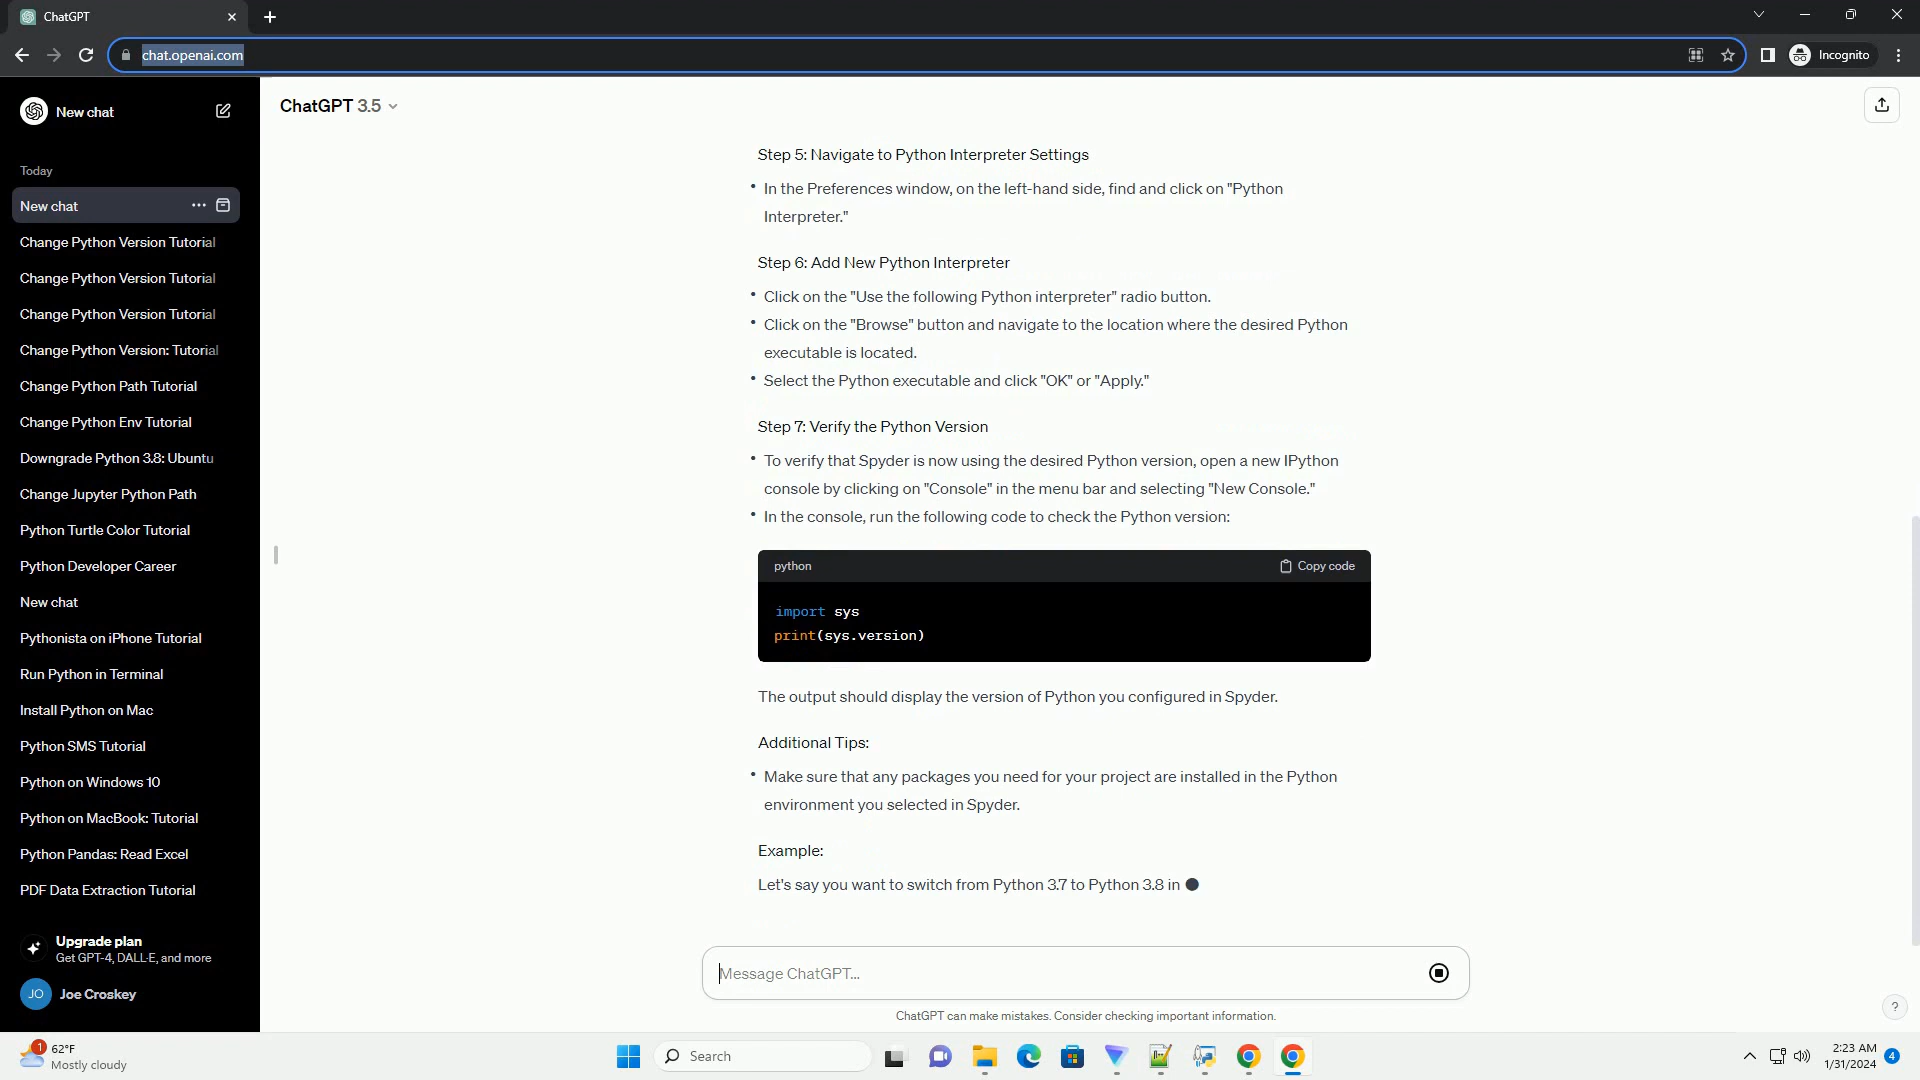 ChatGPT
chat.openai.com
Incognito
New chat
ChatGPT 3.5
Today
New chat
Change Python Version Tutorial
Change Python Version Tutorial
Change Python Version Tutorial
Change Python Version: Tutorial
Change Python Path Tutorial
Change Python Env Tutorial
Downgrade Python 3.8: Ubuntu
Change Jupyter Python Path
Python Turtle Color Tutorial
Python Developer Career
New chat
Pythonista on iPhone Tutorial
Run Python in Terminal
Install Python on Mac
Python SMS Tutorial
Python on Windows 10
Python on MacBook: Tutorial
Python Pandas: Read Excel
PDF Data Extraction Tutorial
Upgrade plan
Get GPT-4, DALL·E, and more
JO Joe Croskey
Step 5: Navigate to Python Interpreter Settings
• In the Preferences window, on the left-hand side, find and click on "Python
Interpreter."
Step 6: Add New Python Interpreter
• Click on the "Use the following Python interpreter" radio button.
• Click on the "Browse" button and navigate to the location where the desired Python
executable is located.
• Select the Python executable and click "OK" or "Apply."
Step 7: Verify the Python Version
• To verify that Spyder is now using the desired Python version, open a new IPython
console by clicking on "Console" in the menu bar and selecting "New Console."
• In the console, run the following code to check the Python version:
python Copy code
import sys
print(sys.version)
The output should display the version of Python you configured in Spyder.
Additional Tips:
• Make sure that any packages you need for your project are installed in the Python
environment you selected in Spyder.
Example:
Let's say you want to switch from Python 3.7 to Python 3.8 in
Message ChatGPT...
ChatGPT can make mistakes. Consider checking important information.
?
1
62°F
Mostly cloudy
Search
2:23 AM
1/31/2024
4